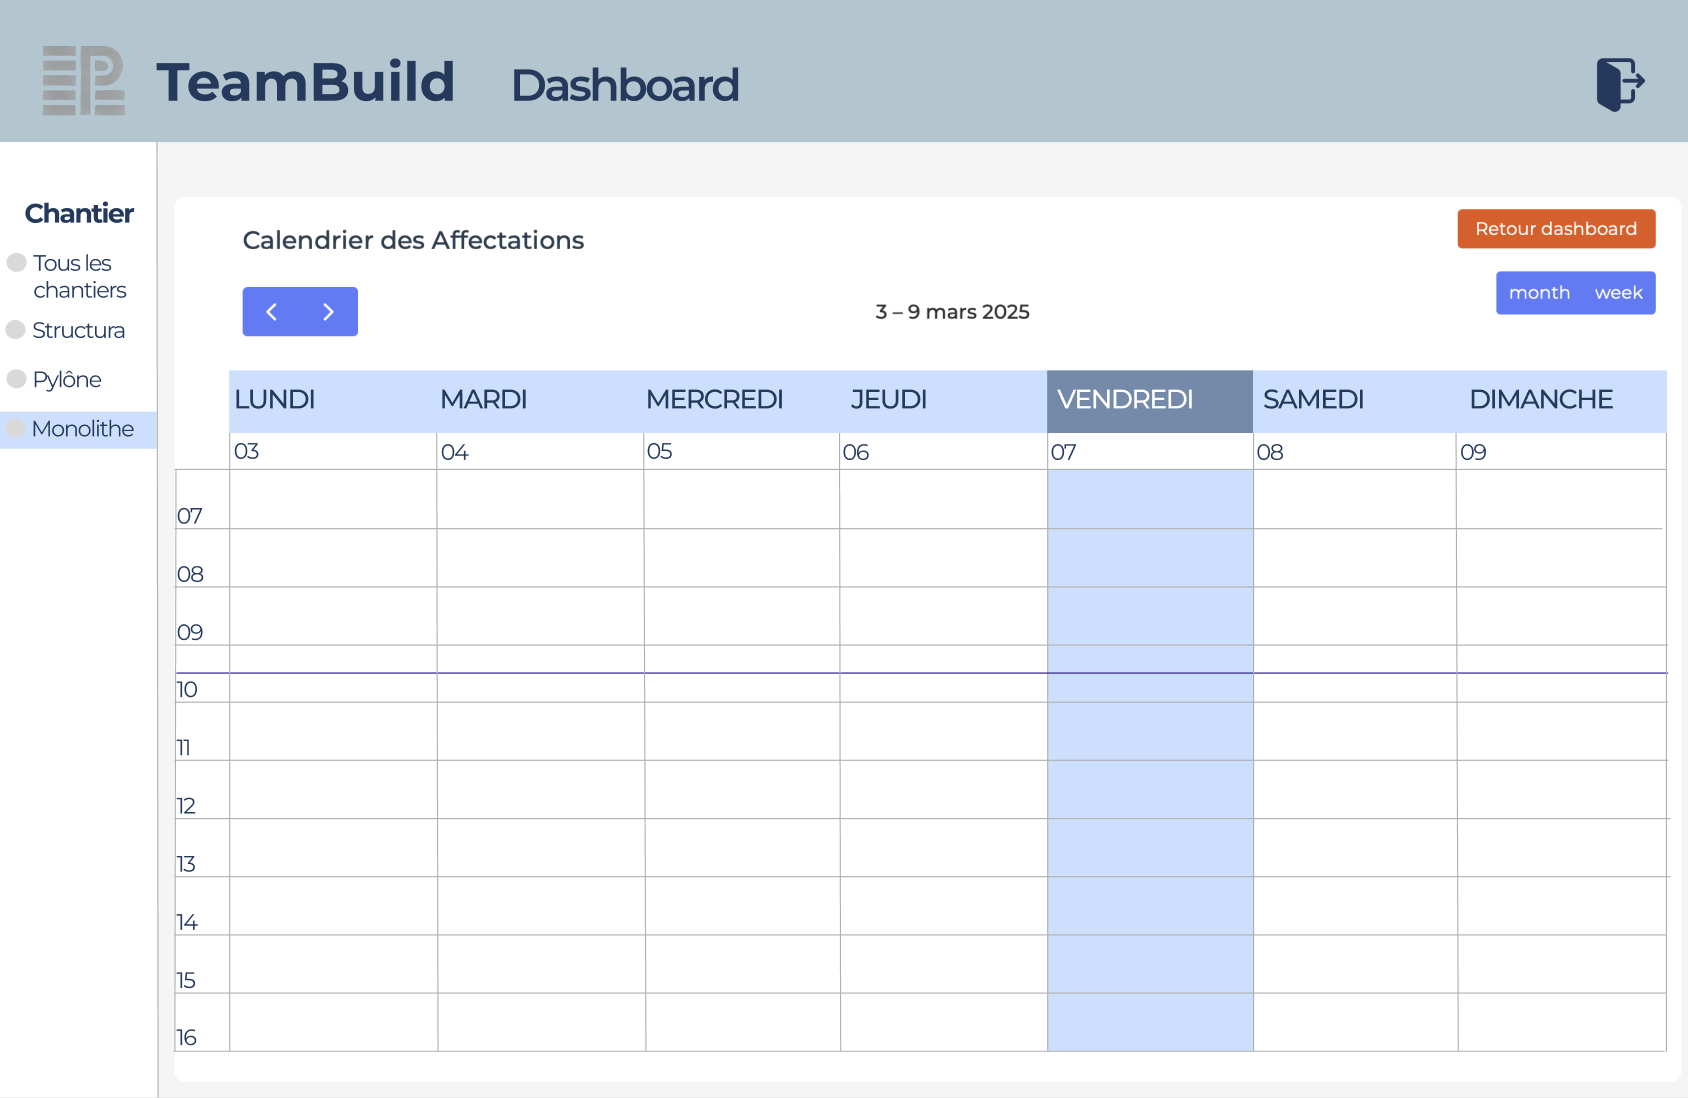 TeamBuild Dashboard
Chantier
Tous les
chantiers
Structura
Pylône
Monolithe
Calendrier des Affectations
Retour dashboard
3 – 9 mars 2025
month week
LUNDI MARDI MERCREDI JEUDI VENDREDI SAMEDI DIMANCHE
03 04 05 06 07 08 09
07
08
09
10
11
12
13
14
15
16